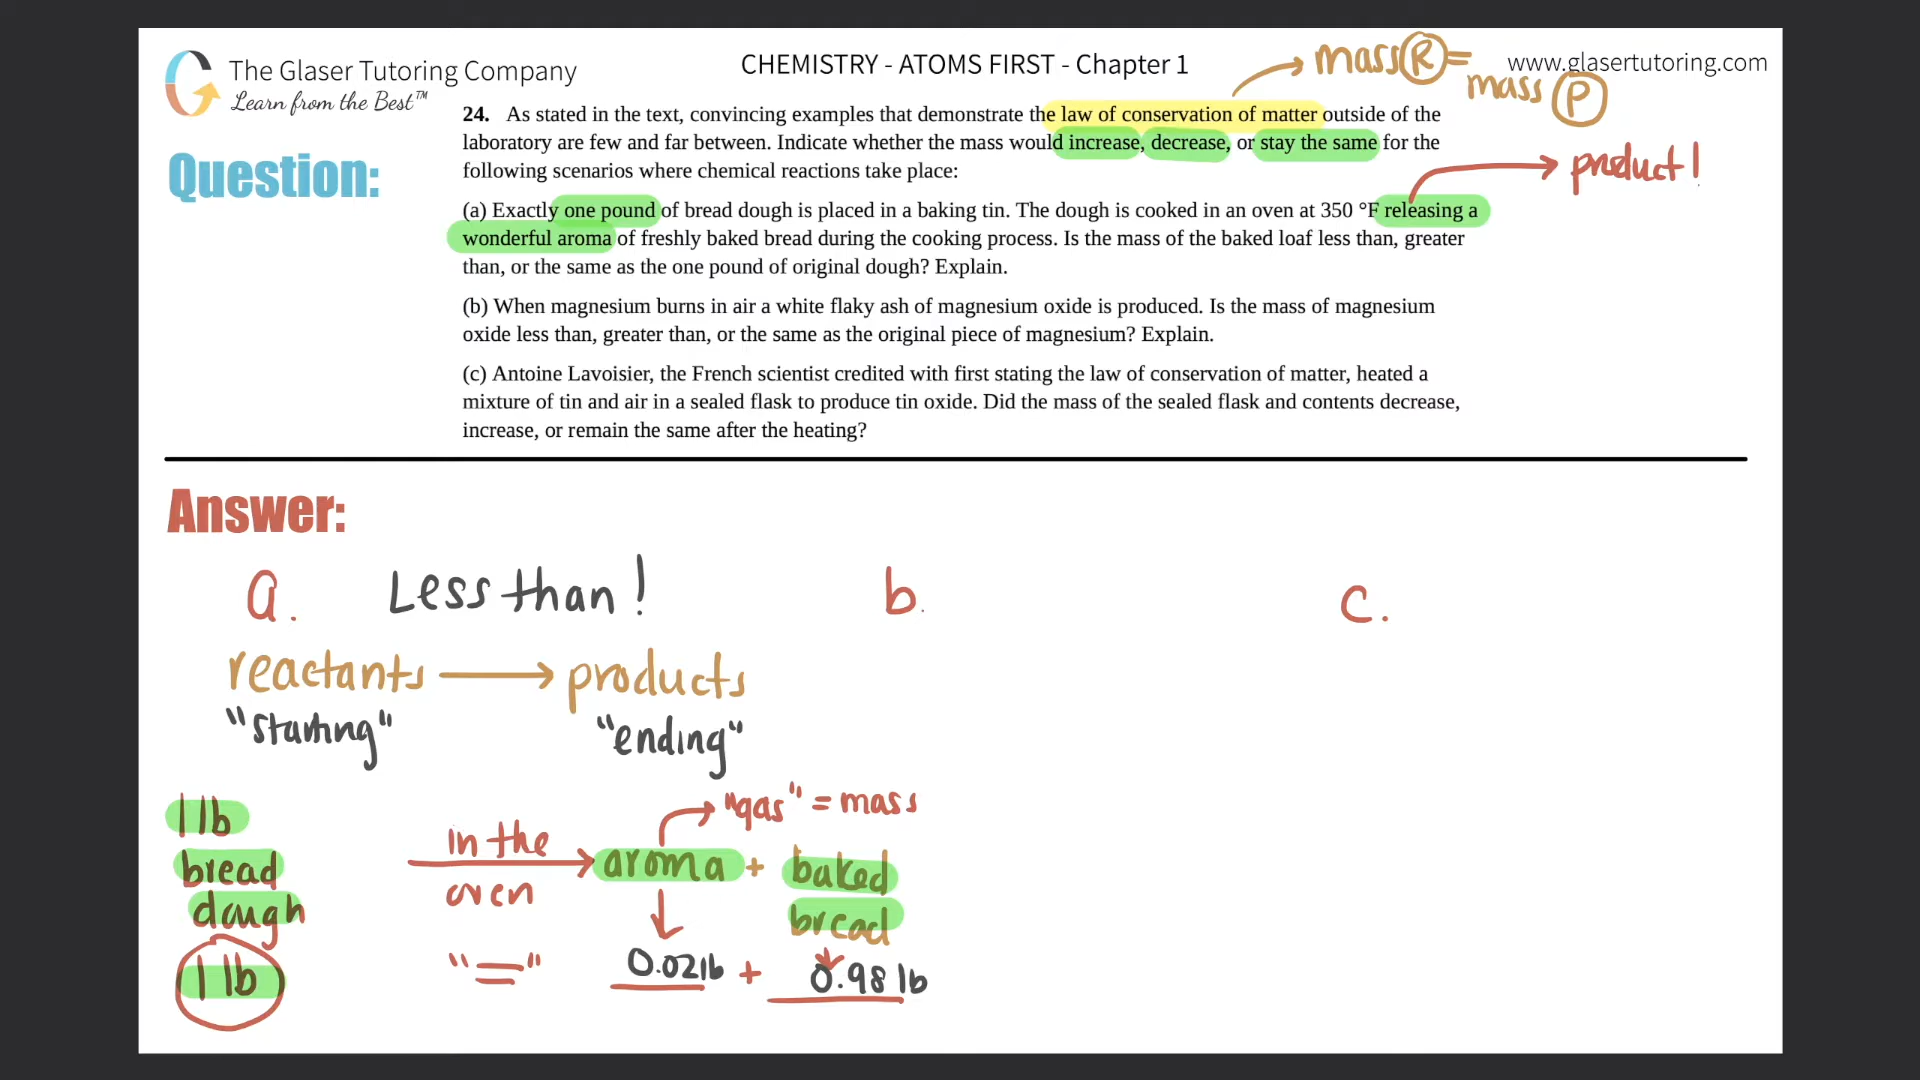 The Glaser Tutoring Company
Learn from the Best™
CHEMISTRY - ATOMS FIRST - Chapter 1
mass R =
mass P
www.glasertutoring.com
Question:
24. As stated in the text, convincing examples that demonstrate the law of conservation of matter outside of the
laboratory are few and far between. Indicate whether the mass would increase, decrease, or stay the same for the
following scenarios where chemical reactions take place:
product!
(a) Exactly one pound of bread dough is placed in a baking tin. The dough is cooked in an oven at 350 °F releasing a
wonderful aroma of freshly baked bread during the cooking process. Is the mass of the baked loaf less than, greater
than, or the same as the one pound of original dough? Explain.
(b) When magnesium burns in air a white flaky ash of magnesium oxide is produced. Is the mass of magnesium
oxide less than, greater than, or the same as the original piece of magnesium? Explain.
(c) Antoine Lavoisier, the French scientist credited with first stating the law of conservation of matter, heated a
mixture of tin and air in a sealed flask to produce tin oxide. Did the mass of the sealed flask and contents decrease,
increase, or remain the same after the heating?
Answer:
a. Less than!
b.
c.
reactants → products
"starting" "ending"
"gas" = mass
1 lb
bread
dough
in the
oven
aroma + baked
bread
1 lb "=" 0.02 lb + 0.98 lb